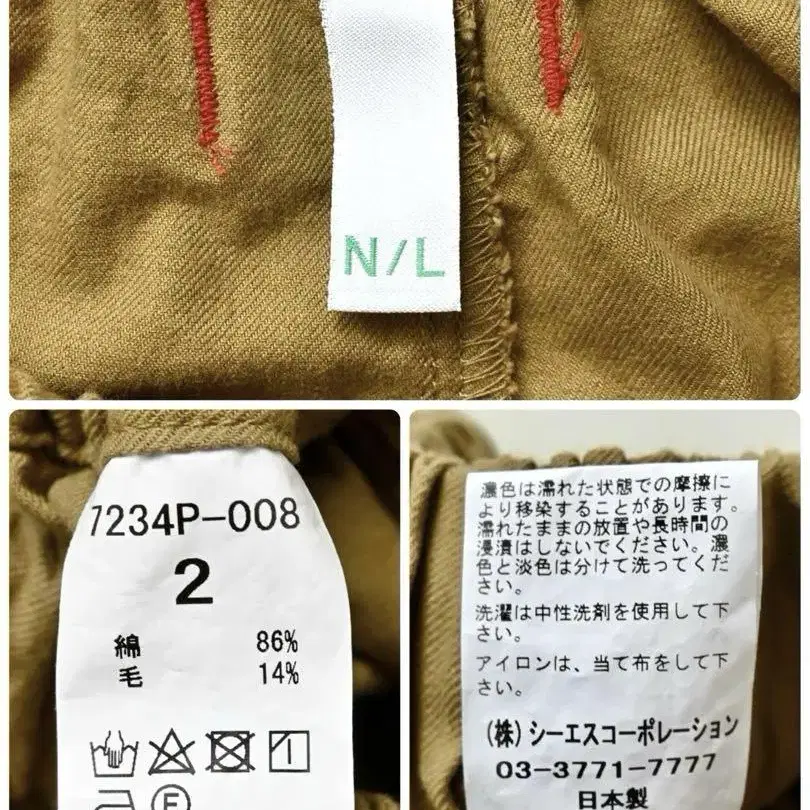 N/L
7234P-008
2
綿 86%
毛 14%
濃色は濡れた状態での摩擦に
より移染することがあります。
濡れたままの放置や長時間の
浸漬はしないでください。濃
色と淡色は分けて洗ってくだ
さい。
洗濯は中性洗剤を使用して下
さい。
アイロンは、当て布をして下
さい。
(株)シーエスコーポレーション
03-3771-7777
日本製